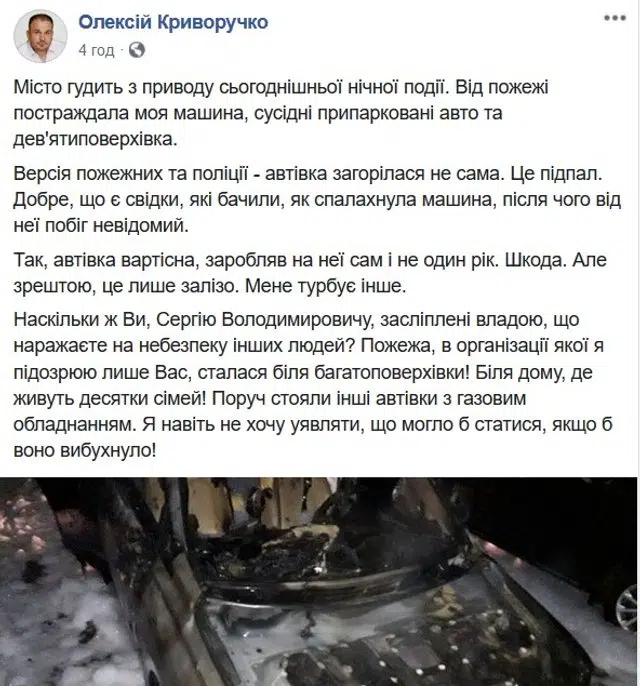 Олексій Криворучко
4 год ·
Місто гудить з приводу сьогоднішньої нічної події. Від пожежі
постраждала моя машина, сусідні припарковані авто та
дев'ятиповерхівка.
Версія пожежних та поліції - автівка загорілася не сама. Це підпал.
Добре, що є свідки, які бачили, як спалахнула машина, після чого від
неї побіг невідомий.
Так, автівка вартісна, заробляв на неї сам і не один рік. Шкода. Але
зрештою, це лише залізо. Мене турбує інше.
Наскільки ж Ви, Сергію Володимировичу, засліплені владою, що
наражаєте на небезпеку інших людей? Пожежа, в організації якої я
підозрюю лише Вас, сталася біля багатоповерхівки! Біля дому, де
живуть десятки сімей! Поруч стояли інші автівки з газовим
обладнанням. Я навіть не хочу уявляти, що могло б статися, якщо б
воно вибухнуло!